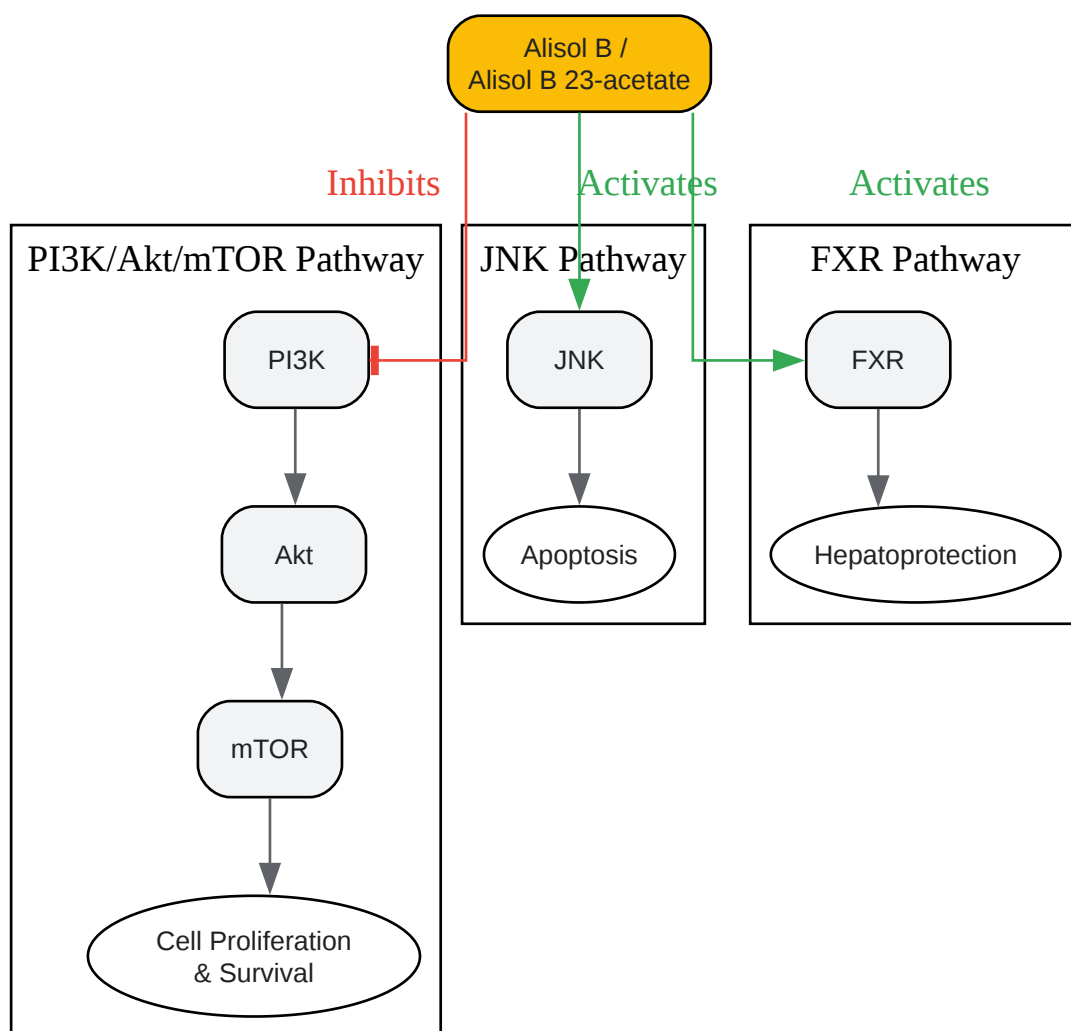 Alisol B /
Alisol B 23-acetate
Inhibits
Activates
Activates
PI3K/Akt/mTOR Pathway
JNK Pathway
FXR Pathway
PI3K
JNK
FXR
Akt
Apoptosis
Hepatoprotection
mTOR
Cell Proliferation
& Survival